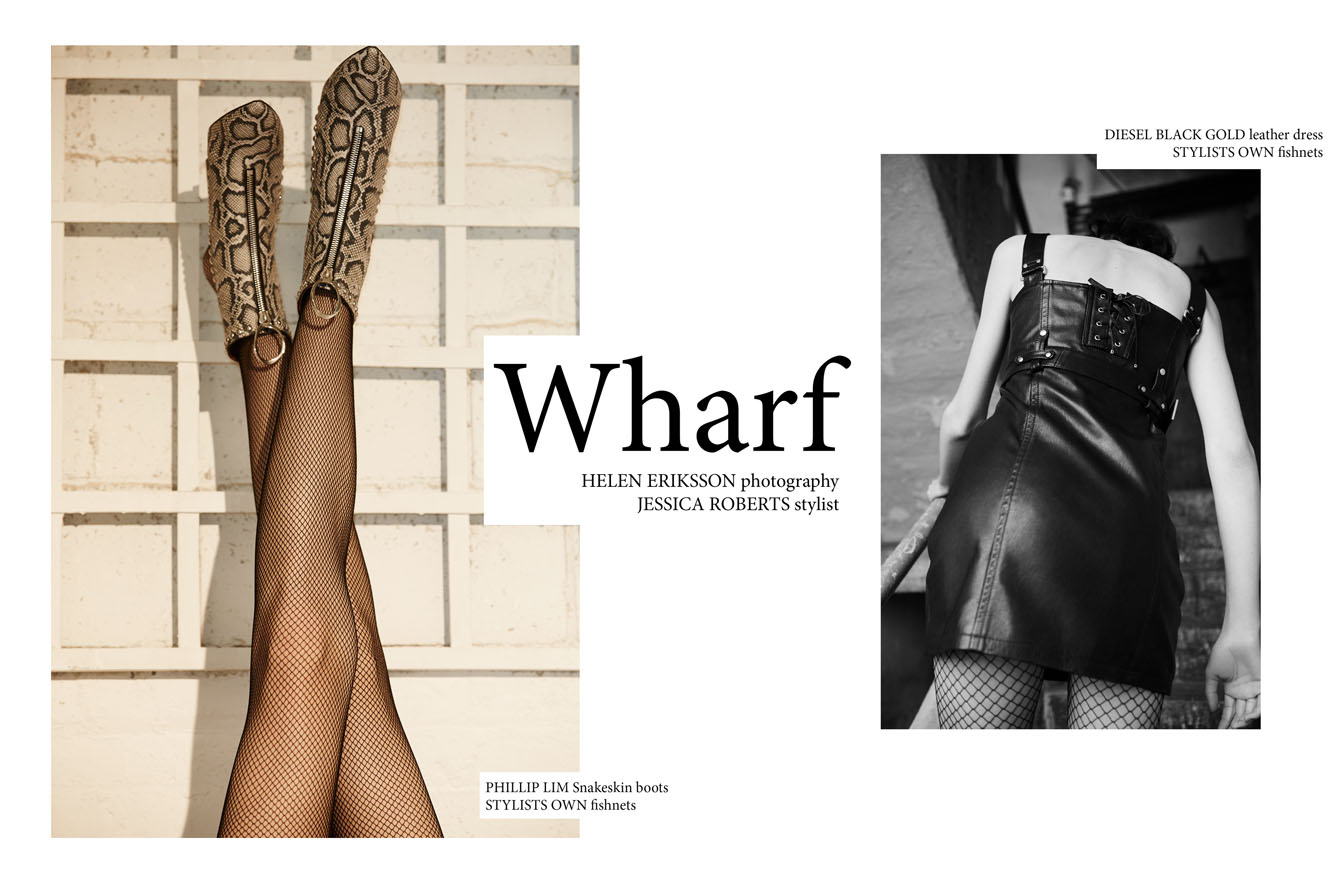 DIESEL BLACK GOLD leather dress
STYLISTS OWN fishnets
Wharf
HELEN ERIKSSON photography
JESSICA ROBERTS stylist
PHILLIP LIM Snakeskin boots
STYLISTS OWN fishnets